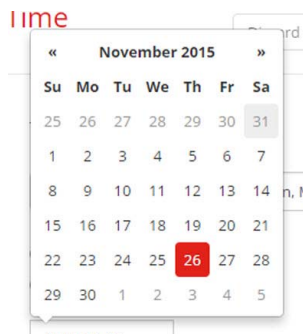 Time
« November 2015 »
Su Mo Tu We Th Fr Sa
25 26 27 28 29 30 31
1 2 3 4 5 6 7
8 9 10 11 12 13 14
15 16 17 18 19 20 21
22 23 24 25 26 27 28
29 30 1 2 3 4 5